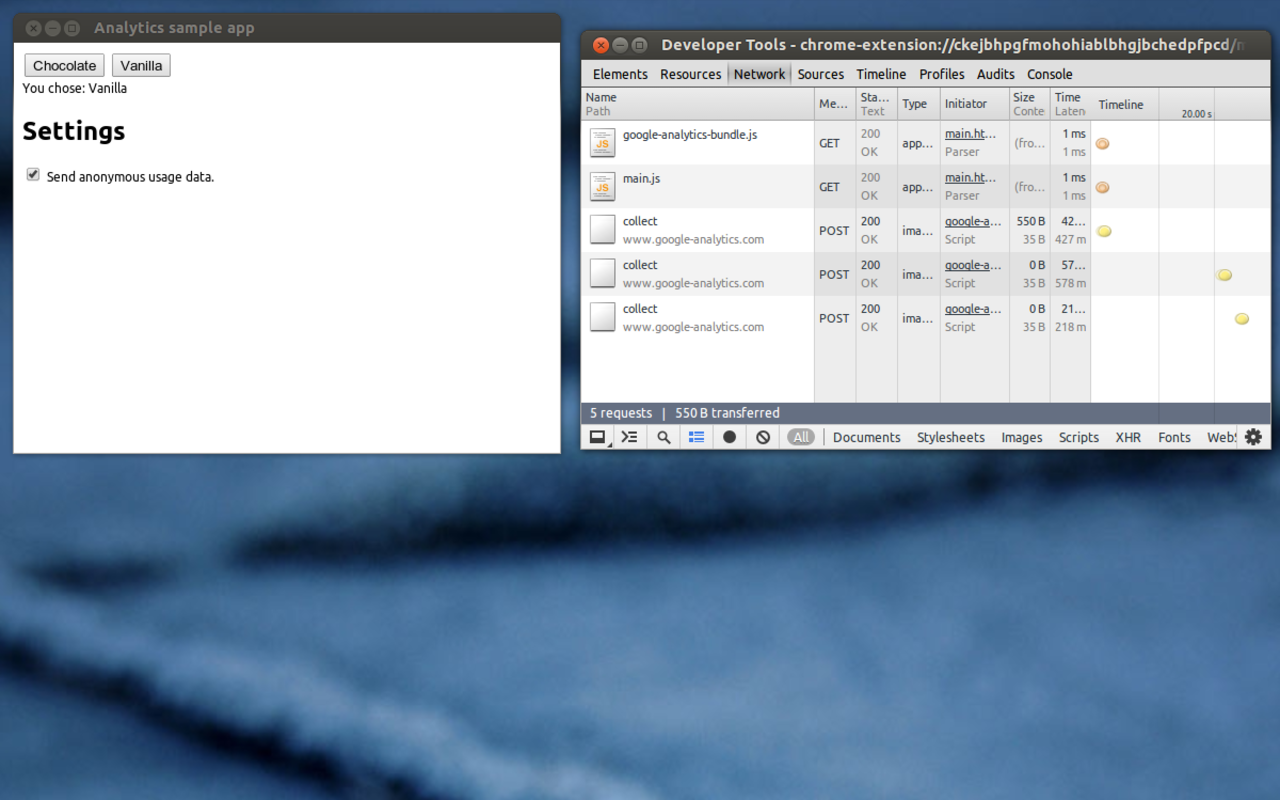 Analytics sample app
Chocolate Vanilla
You chose: Vanilla
Settings
Send anonymous usage data.
Developer Tools - chrome-extension://ckejbhpgfmohohiablbhgjbchedpfpcd/
Elements Resources Network Sources Timeline Profiles Audits Console
Name Me... Sta... Type Initiator Size Time Timeline
Path Text Conte Laten 20.00 s
google-analytics-bundle.js GET 200 app... main.ht... (fro... 1 ms
OK Parser 1 ms
main.js GET 200 app... main.ht... (fro... 1 ms
OK Parser 1 ms
collect POST 200 ima... google-a... 550 B 42...
www.google-analytics.com OK Script 35 B 427 m
collect POST 200 ima... google-a... 0 B 57...
www.google-analytics.com OK Script 35 B 578 m
collect POST 200 ima... google-a... 0 B 21...
www.google-analytics.com OK Script 35 B 218 m
5 requests | 550 B transferred
All Documents Stylesheets Images Scripts XHR Fonts Web